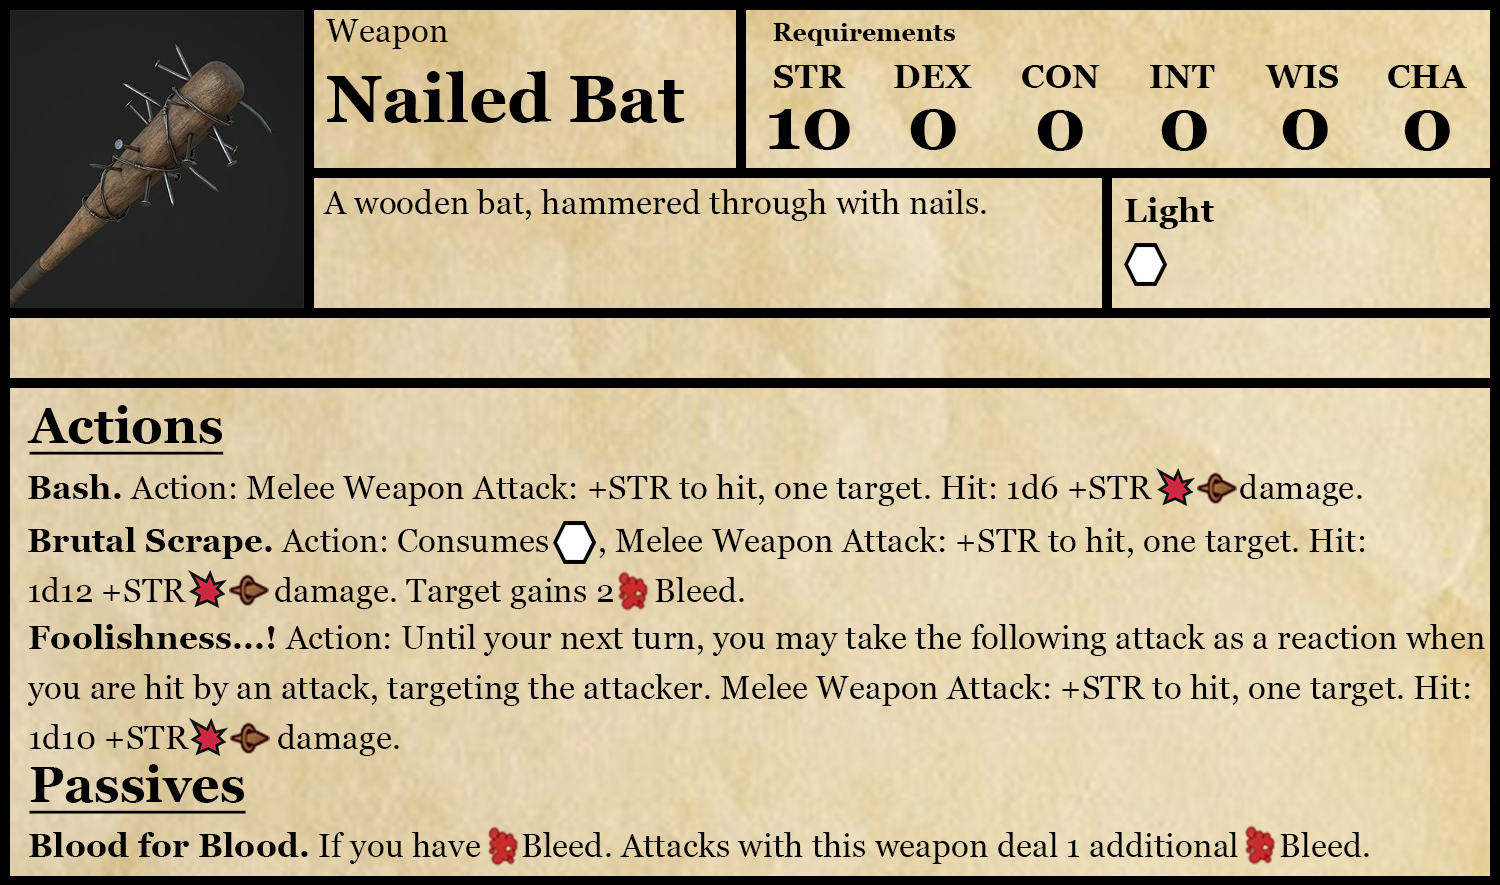 Weapon
Nailed Bat
Requirements
STR DEX CON INT WIS CHA
10 0 0 0 0 0
A wooden bat, hammered through with nails.
Light
Actions
Bash. Action: Melee Weapon Attack: +STR to hit, one target. Hit: 1d6 +STR damage.
Brutal Scrape. Action: Consumes , Melee Weapon Attack: +STR to hit, one target. Hit:
1d12 +STR damage. Target gains 2 Bleed.
Foolishness...! Action: Until your next turn, you may take the following attack as a reaction when
you are hit by an attack, targeting the attacker. Melee Weapon Attack: +STR to hit, one target. Hit:
1d10 +STR damage.
Passives
Blood for Blood. If you have Bleed. Attacks with this weapon deal 1 additional Bleed.